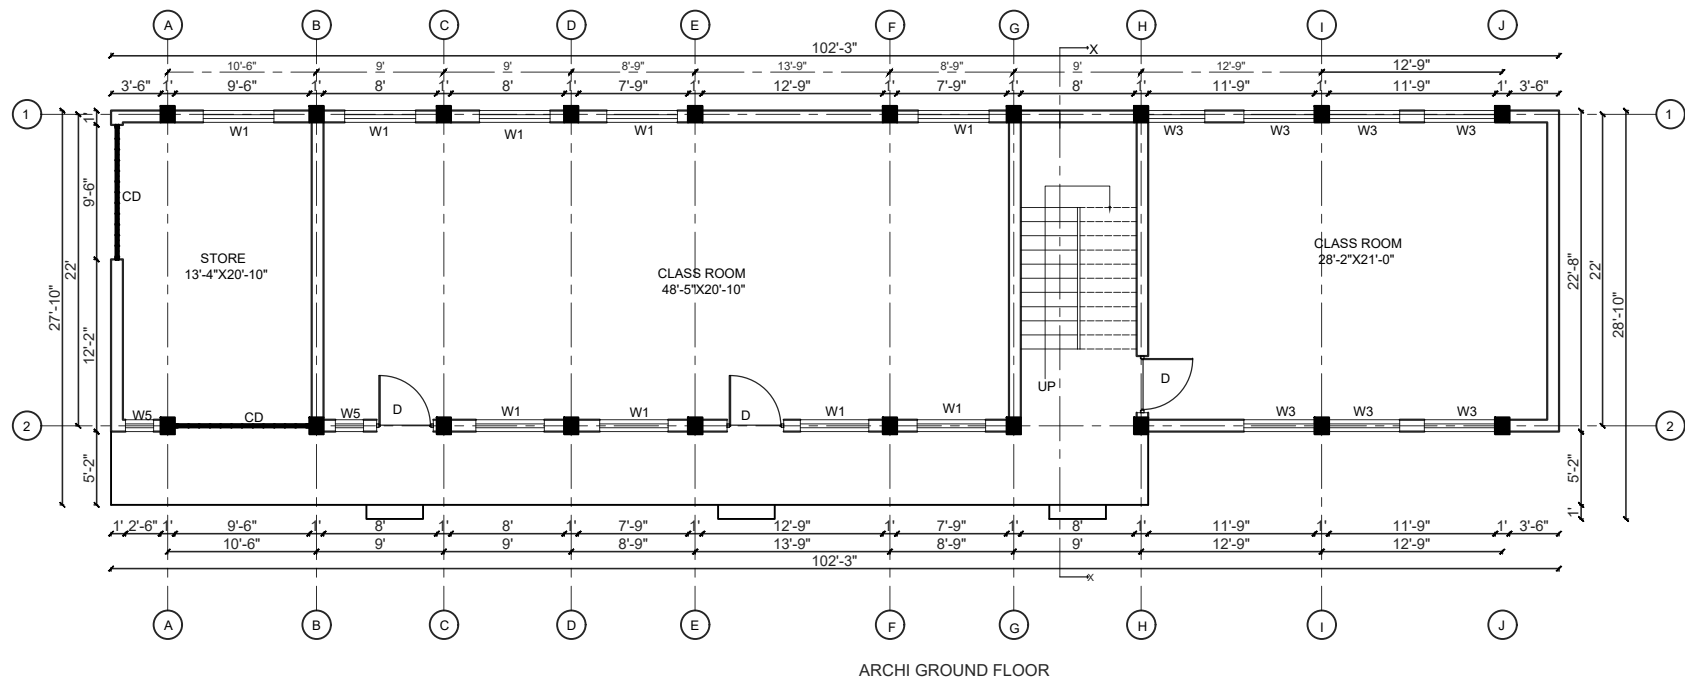 A B C D E F G H I J
102'-3" X
10'-6" 9' 9' 8'-9" 13'-9" 8'-9" 9' 12'-9" 12'-9"
3'-6" 1' 9'-6" 1' 8' 1' 8' 1' 7'-9" 1' 12'-9" 1' 7'-9" 1' 8' 1' 11'-9" 1' 11'-9" 1' 3'-6"
1 1' 1
W1 W1 W1 W1 W1 W3 W3 W3 W3
9'-6" CD
STORE
13'-4"X20'-10"
CLASS ROOM
48'-5"X20'-10"
CLASS ROOM
28'-2"X21'-0"
27'-10" 22' 12'-2"
22'-8" 22' 28'-10"
UP D
W5 CD W5 D W1 W1 D W1 W1 W3 W3 W3
2 2
5'-2" 5'-2"
1'
1' 2'-6" 1' 9'-6" 1' 8' 1' 8' 1' 7'-9" 1' 12'-9" 1' 7'-9" 1' 8' 1' 11'-9" 1' 11'-9" 1' 3'-6"
10'-6" 9' 9' 8'-9" 13'-9" 8'-9" 9' 12'-9" 12'-9"
102'-3" X
A B C D E F G H I J
ARCHI GROUND FLOOR